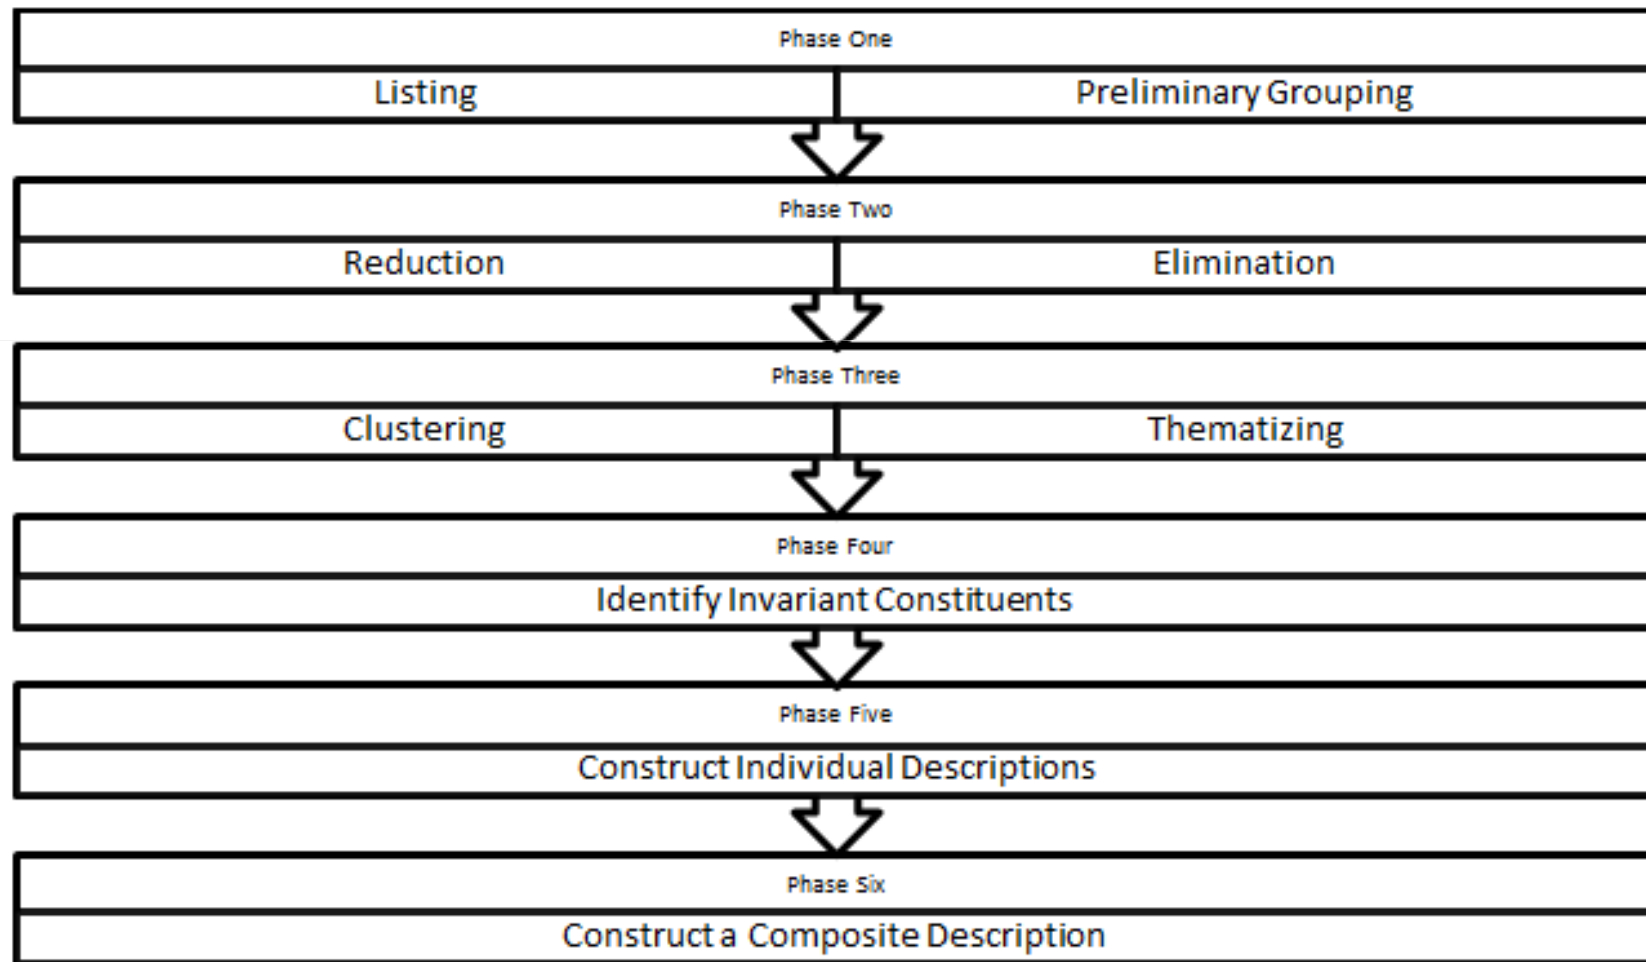 Phase One
Listing
Preliminary Grouping
Phase Two
Reduction
Elimination
Phase Three
Clustering
Thematizing
Phase Four
Identify Invariant Constituents
Phase Five
Construct Individual Descriptions
Phase Six
Construct a Composite Description